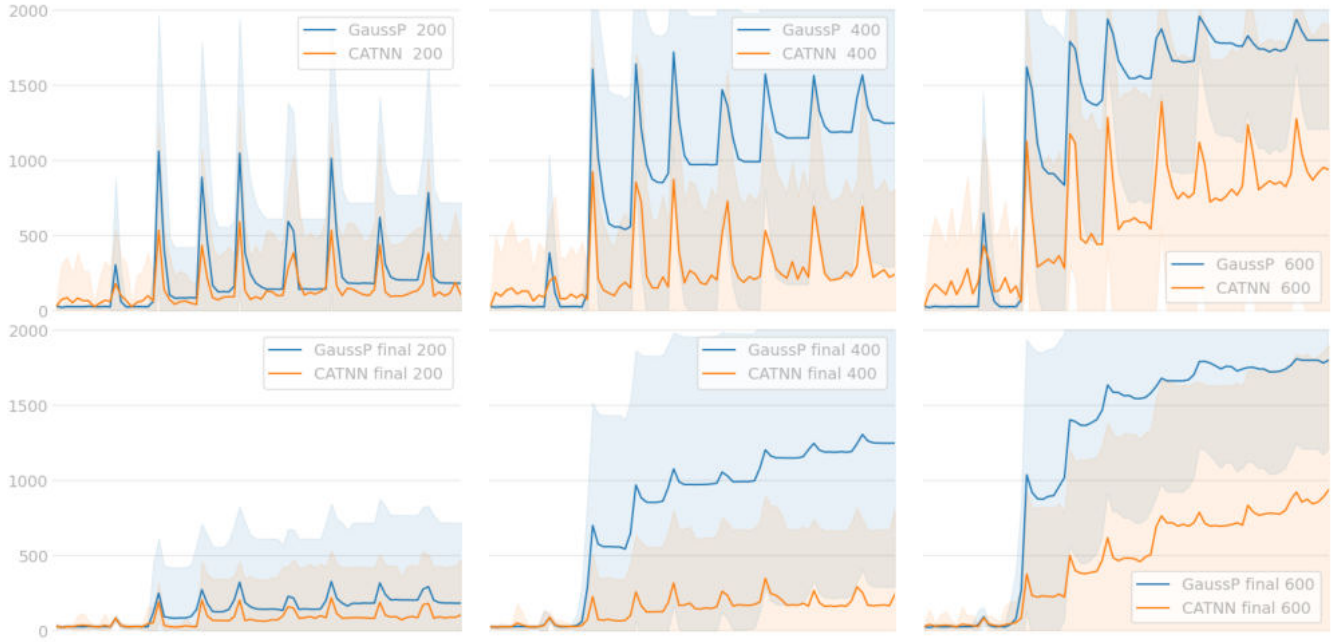 2000
1500
1000
500
0
GaussP 200
CATNN 200
GaussP 400
CATNN 400
GaussP 600
CATNN 600
2000
1500
1000
500
0
GaussP final 200
CATNN final 200
GaussP final 400
CATNN final 400
GaussP final 600
CATNN final 600